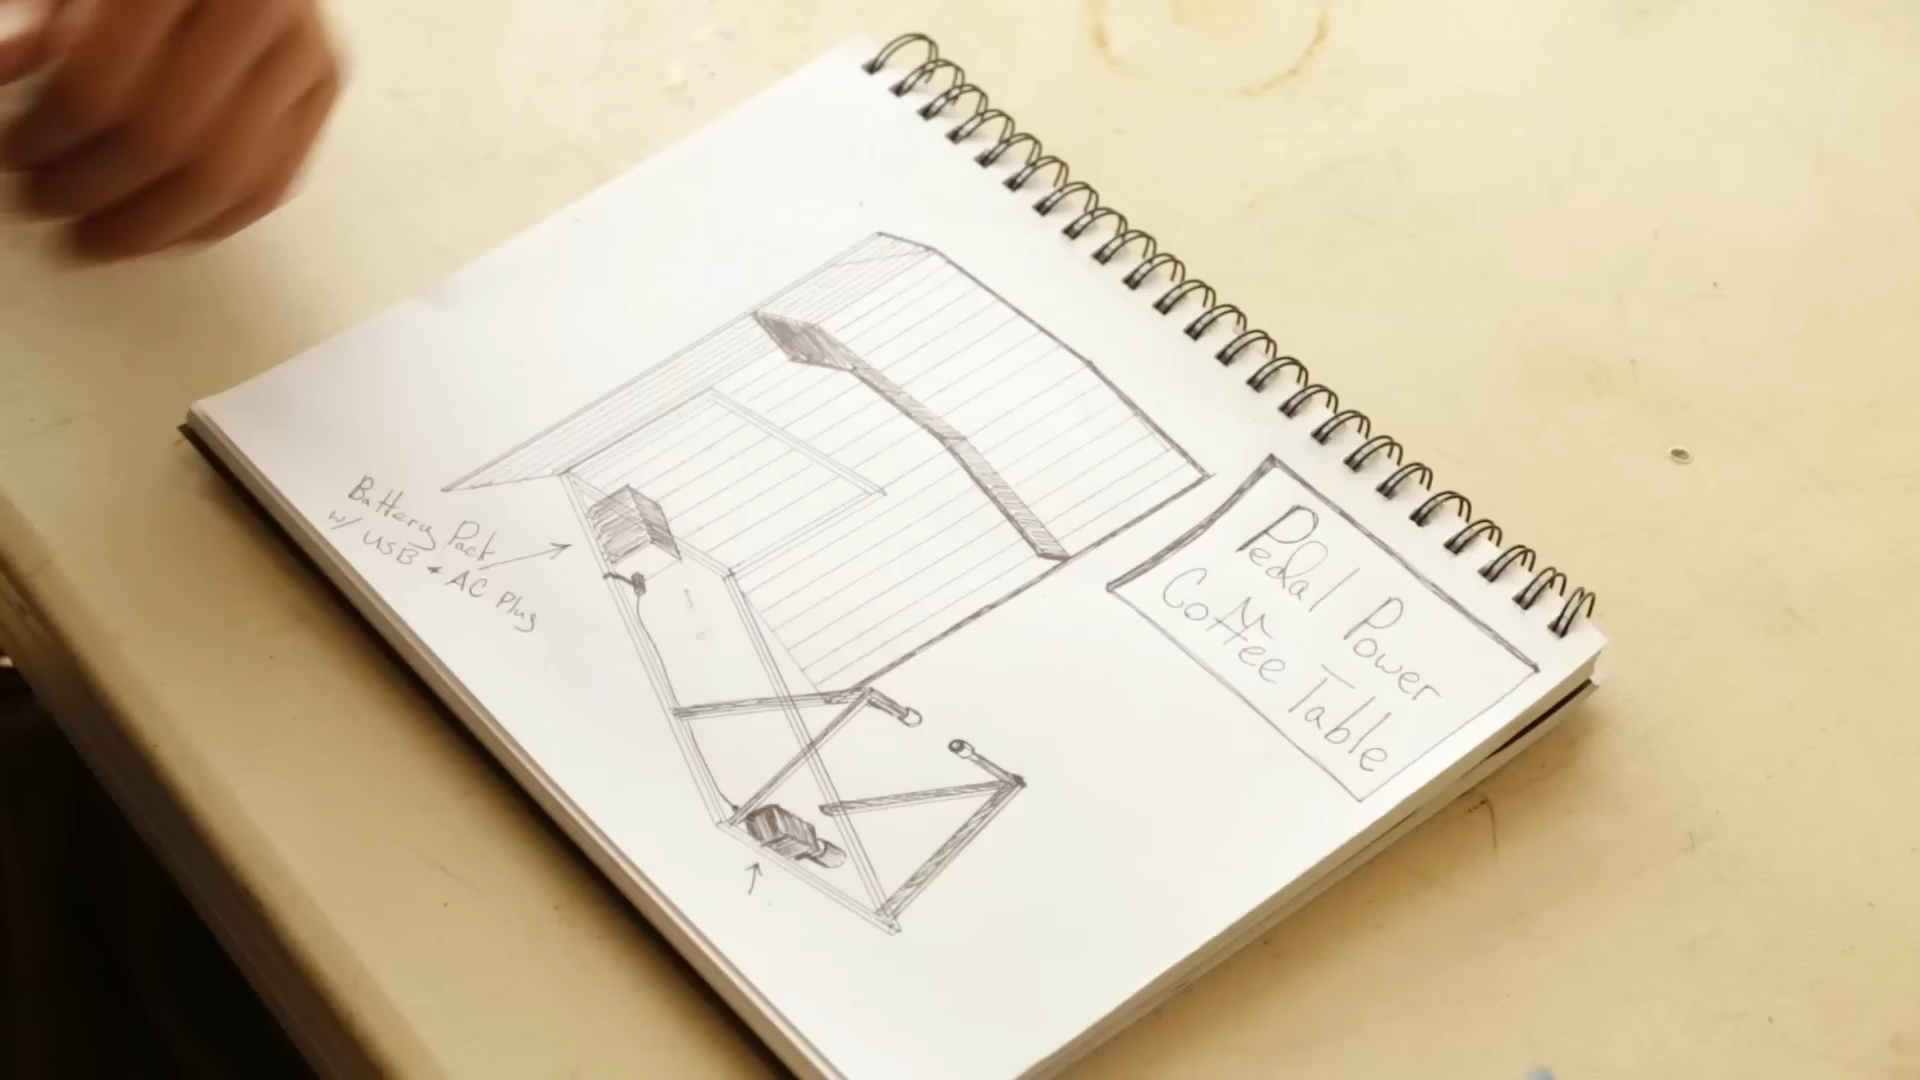 Battery Pack
w/ USB + AC Plug
Pedal Power
Coffee Table